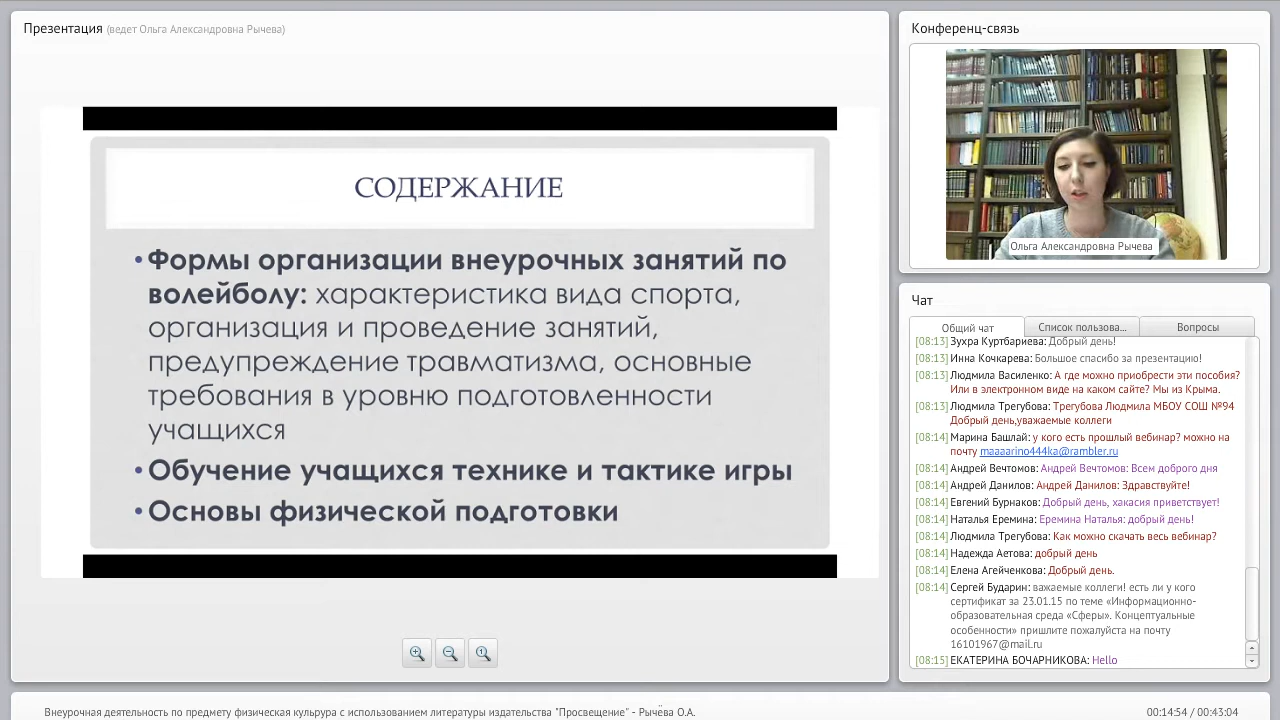 Презентация (ведет Ольга Александровна Рычева)
СОДЕРЖАНИЕ
• Формы организации внеурочных занятий по
волейболу: характеристика вида спорта,
организация и проведение занятий,
предупреждение травматизма, основные
требования в уровню подготовленности
учащихся
• Обучение учащихся технике и тактике игры
• Основы физической подготовки
Конференц-связь
Ольга Александровна Рычева
Чат
Общий чат
Список пользова...
Вопросы
[08:13] Зухра Куртбариева: Добрый день!
[08:13] Инна Кочкарева: Большое спасибо за презентацию!
[08:13] Людмила Василенко: А где можно приобрести эти пособия?
Или в электронном виде на каком сайте? Мы из Крыма.
[08:13] Людмила Трегубова: Трегубова Людмила МБОУ СОШ №94
Добрый день,уважаемые коллеги
[08:14] Марина Башлай: у кого есть прошлый вебинар? можно на
почту maaaarino444ka@rambler.ru
[08:14] Андрей Вечтомов: Андрей Вечтомов: Всем доброго дня
[08:14] Андрей Данилов: Андрей Данилов: Здравствуйте!
[08:14] Евгений Бурнаков: Добрый день, хакасия приветствует!
[08:14] Наталья Еремина: Еремина Наталья: добрый день!
[08:14] Людмила Трегубова: Как можно скачать весь вебинар?
[08:14] Надежда Аетова: добрый день
[08:14] Елена Агейченкова: Добрый день.
[08:14] Сергей Бударин: важаемые коллеги! есть ли у кого
сертификат за 23.01.15 по теме «Информационно-
образовательная среда «Сферы». Концептуальные
особенности» пришлите пожалуйста на почту
16101967@mail.ru
[08:15] ЕКАТЕРИНА БОЧАРНИКОВА: Hello
Внеурочная деятельность по предмету физическая кульрура с использованием литературы издательства "Просвещение" - Рычёва О.А.
00:14:54 / 00:43:04